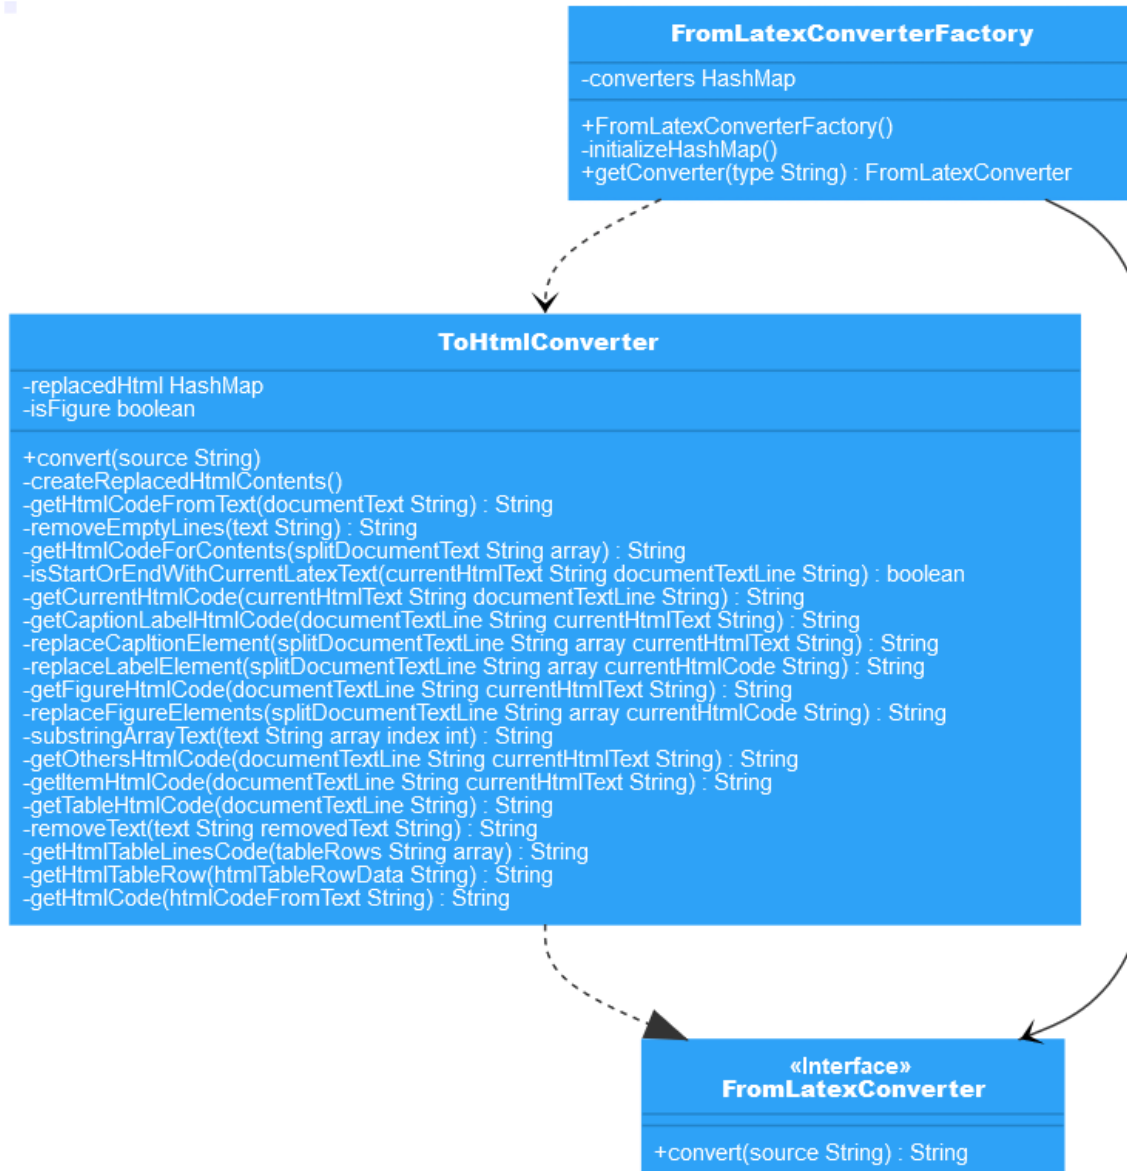 FromLatexConverterFactory
-converters HashMap
+FromLatexConverterFactory()
-initializeHashMap()
+getConverter(type String) : FromLatexConverter
ToHtmlConverter
-replacedHtml HashMap
-isFigure boolean
+convert(source String)
-createReplacedHtmlContents()
-getHtmlCodeFromText(documentText String) : String
-removeEmptyLines(text String) : String
-getHtmlCodeForContents(splitDocumentText String array) : String
-isStartOrEndWithCurrentLatexText(currentHtmlText String documentTextLine String) : boolean
-getCurrentHtmlCode(currentHtmlText String documentTextLine String) : String
-getCaptionLabelHtmlCode(documentTextLine String currentHtmlText String) : String
-replaceCapltionElement(splitDocumentTextLine String array currentHtmlText String) : String
-replaceLabelElement(splitDocumentTextLine String array currentHtmlCode String) : String
-getFigureHtmlCode(documentTextLine String currentHtmlText String) : String
-replaceFigureElements(splitDocumentTextLine String array currentHtmlCode String) : String
-substringArrayText(text String array index int) : String
-getOthersHtmlCode(documentTextLine String currentHtmlText String) : String
-getItemHtmlCode(documentTextLine String currentHtmlText String) : String
-getTableHtmlCode(documentTextLine String) : String
-removeText(text String removedText String) : String
-getHtmlTableLinesCode(tableRows String array) : String
-getHtmlTableRow(htmlTableRowData String) : String
-getHtmlCode(htmlCodeFromText String) : String
«Interface»
FromLatexConverter
+convert(source String) : String